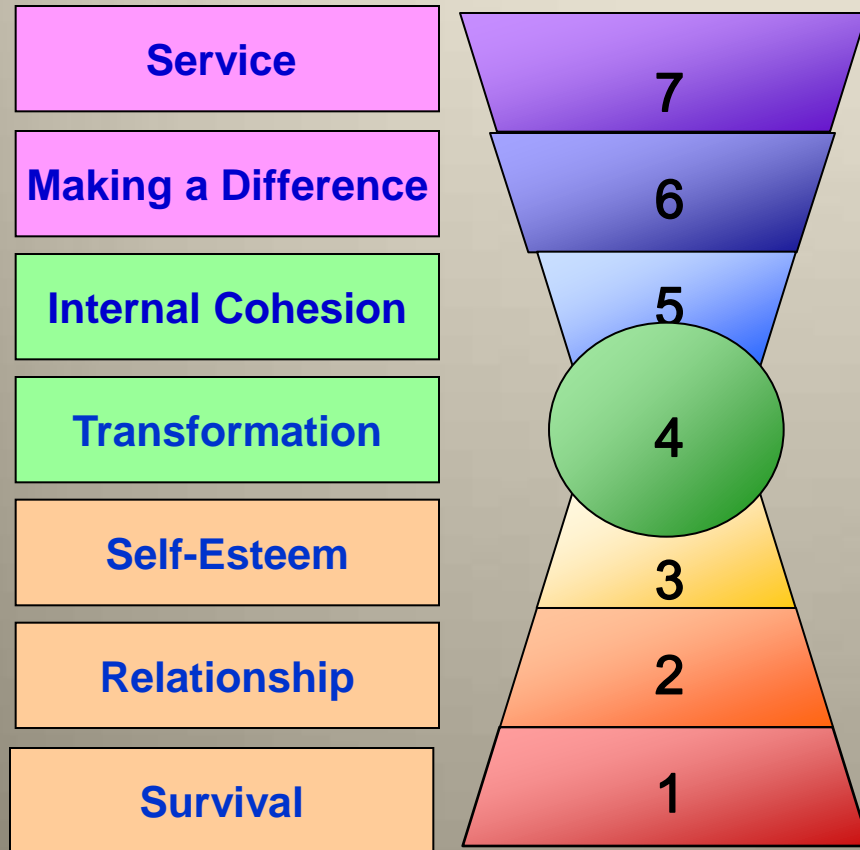 Service
7
Making a Difference
6
Internal Cohesion
5
Transformation
4
Self-Esteem
3
Relationship
2
Survival
1